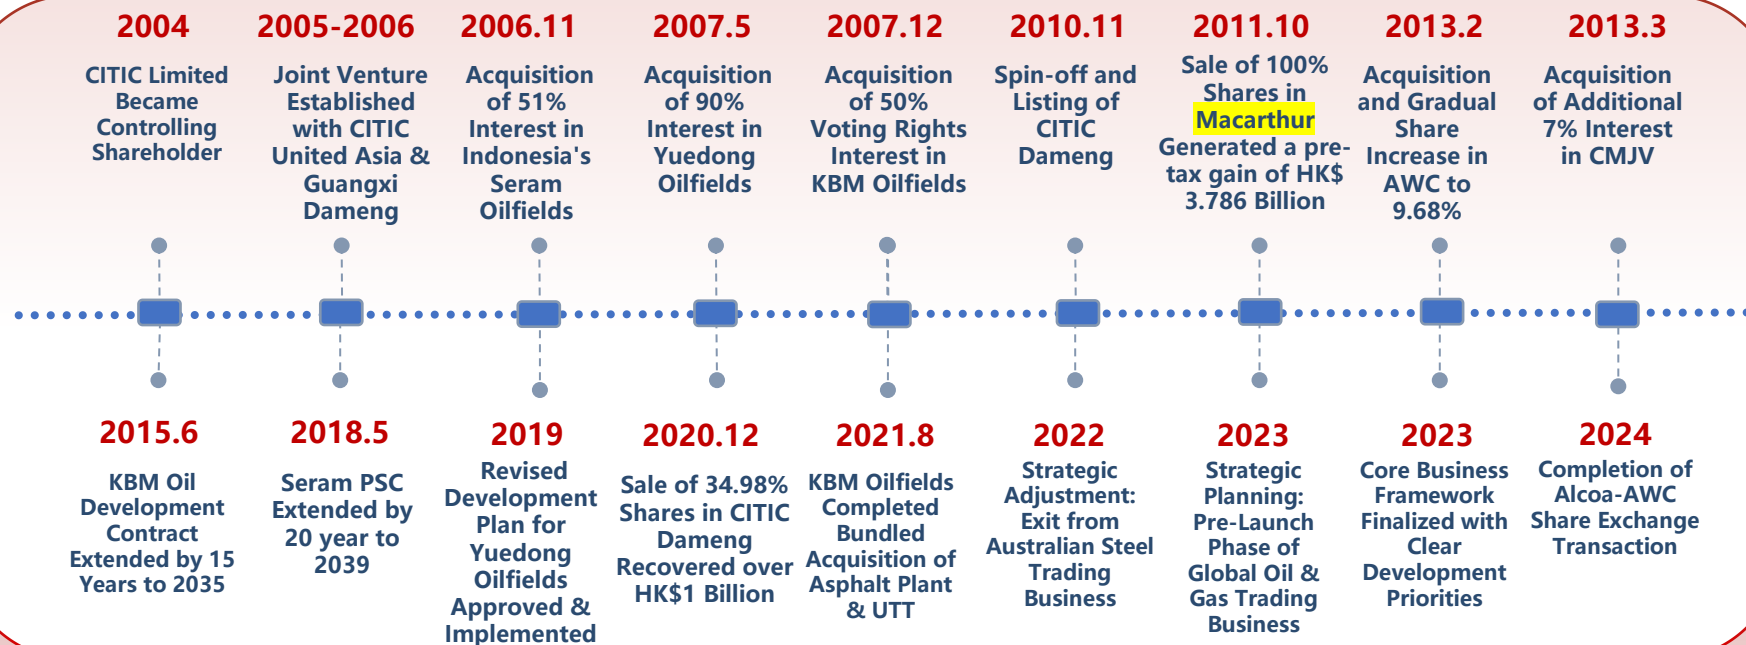 2004
CITIC Limited
Became
Controlling
Shareholder
2005-2006
Joint Venture
Established
with CITIC
United Asia &
Guangxi
Dameng
2006.11
Acquisition
of 51%
Interest in
Indonesia's
Seram
Oilfields
2007.5
Acquisition
of 90%
Interest in
Yuedong
Oilfields
2007.12
Acquisition
of 50%
Voting Rights
Interest in
KBM Oilfields
2010.11
Spin-off and
Listing of
CITIC
Dameng
2011.10
Sale of 100%
Shares in
Macarthur
Generated a pre-
tax gain of HK$
3.786 Billion
2013.2
Acquisition
and Gradual
Share
Increase in
AWC to
9.68%
2013.3
Acquisition
of Additional
7% Interest
in CMJV
2015.6
KBM Oil
Development
Contract
Extended by 15
Years to 2035
2018.5
Seram PSC
Extended by
20 year to
2039
2019
Revised
Development
Plan for
Yuedong
Oilfields
Approved &
Implemented
2020.12
Sale of 34.98%
Shares in CITIC
Dameng
Recovered over
HK$1 Billion
2021.8
KBM Oilfields
Completed
Bundled
Acquisition of
Asphalt Plant
& UTT
2022
Strategic
Adjustment:
Exit from
Australian Steel
Trading
Business
2023
Strategic
Planning:
Pre-Launch
Phase of
Global Oil &
Gas Trading
Business
2023
Core Business
Framework
Finalized with
Clear
Development
Priorities
2024
Completion of
Alcoa-AWC
Share Exchange
Transaction